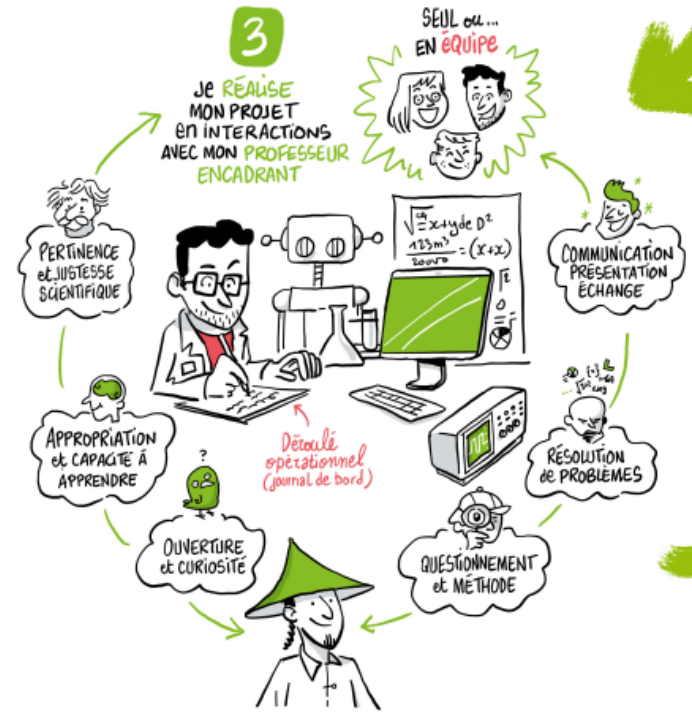 3
Je RÉALISE
MON PROJET
en INTERACTIONS
AVEC MON PROFESSEUR
ENCADRANT
SEUL ou...
EN équipe
PERTINENCE
et JUSTESSE
SCIENTIFIQUE
COMMUNICATION
PRÉSENTATION
ÉCHANGE
123m³
= (x+x)
APPROPRIATION
et CAPACITÉ À
APPRENDRE
Déroulé
opérationnel
(journal de bord)
RÉSOLUTION
de PROBLÈMES
?
OUVERTURE
et CURIOSITÉ
QUESTIONNEMENT
et MÉTHODE